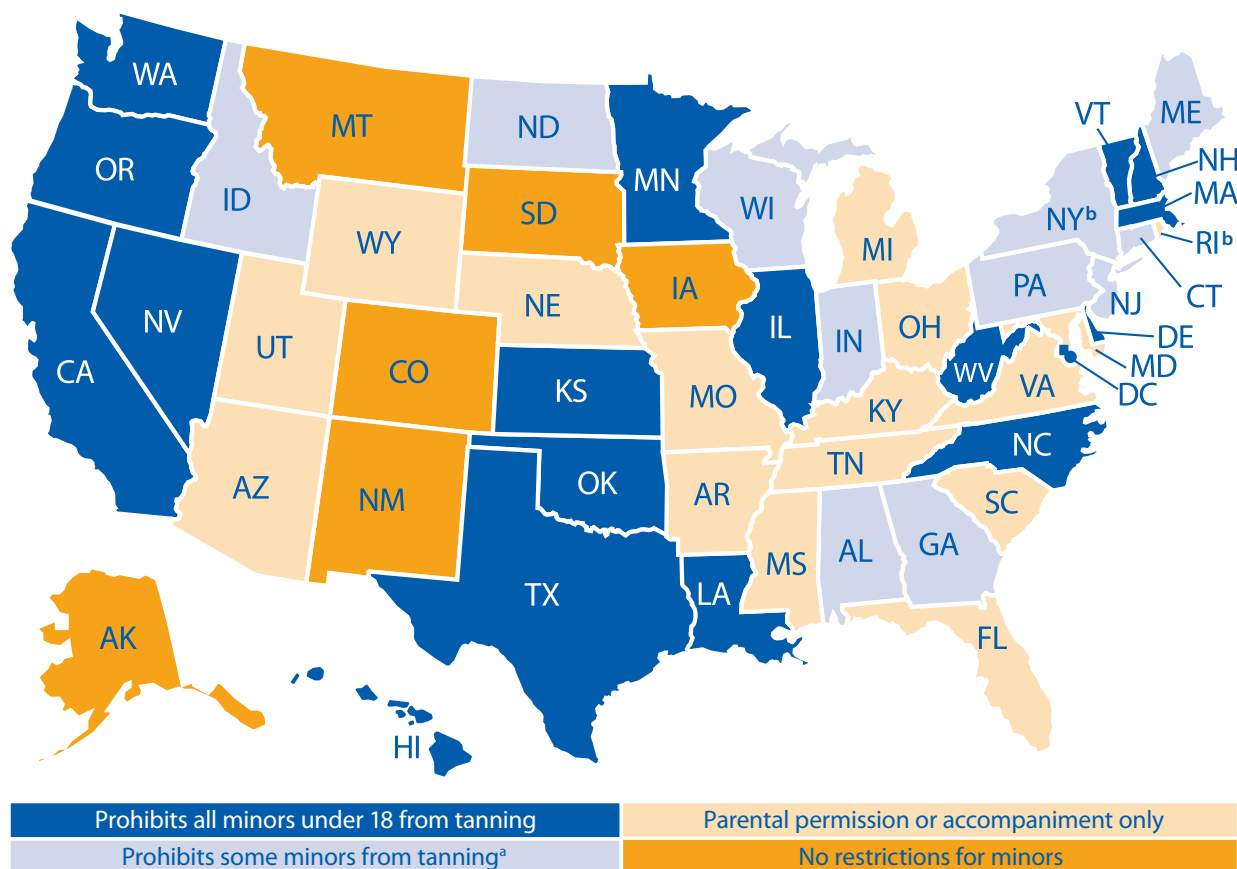 WA
MT
ND
MN
VT
ME
OR
ID
SD
WI
NH
MA
NYᵇ
RIᵇ
WY
MI
CT
NV
NE
IA
PA
NJ
CA
UT
CO
KS
MO
IL
IN
OH
WV
VA
DE
MD
DC
KY
NC
TN
AZ
NM
OK
AR
SC
MS
AL
GA
TX
LA
FL
AK
HI
Prohibits all minors under 18 from tanning
Parental permission or accompaniment only
Prohibits some minors from tanningᵃ
No restrictions for minors